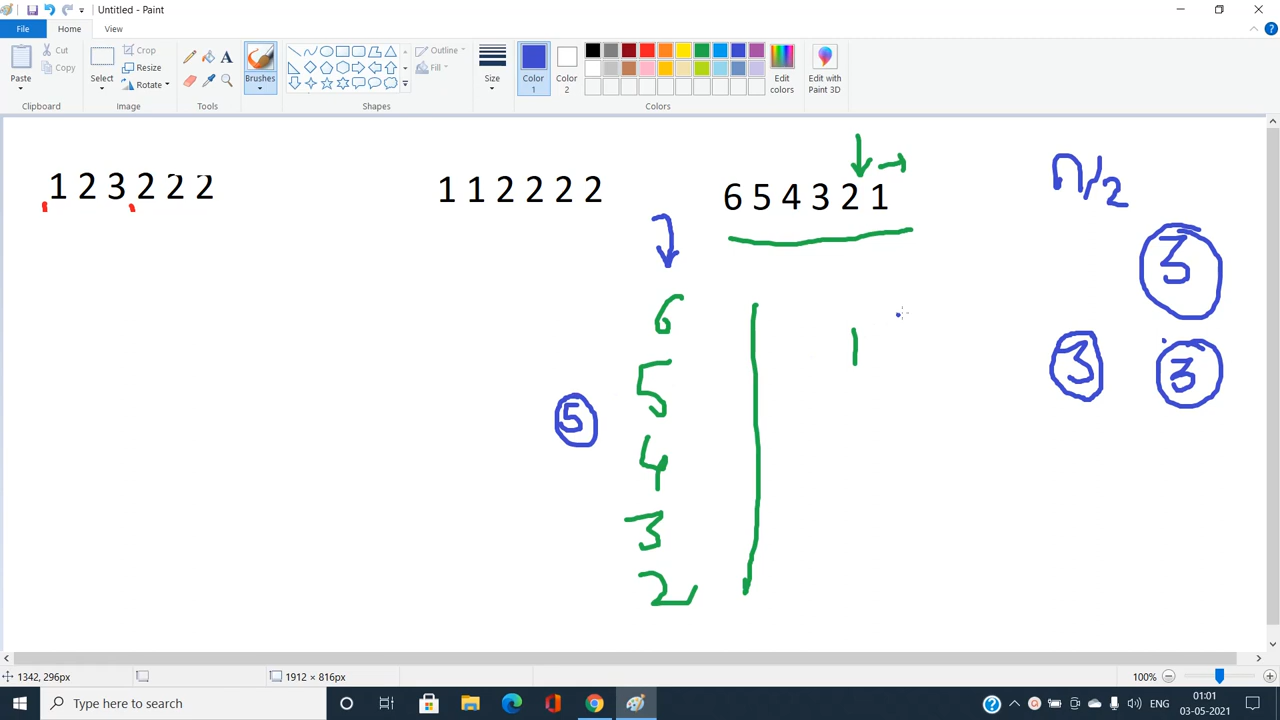 Untitled - Paint
File
Home
View
Paste
Cut
Copy
Clipboard
Select
Crop
Resize
Rotate
Image
A
Tools
Brushes
Shapes
Outline
Fill
Size
Color 1
Color 2
Edit colors
Edit with Paint 3D
Colors
1 2 3 2 2 2
1 1 2 2 2 2
6 5 4 3 2 1
n/2
3
3 3
6
5
4
3
2
5
1
1342, 296px
1912 × 816px
100%
Type here to search
ENG
01:01
03-05-2021